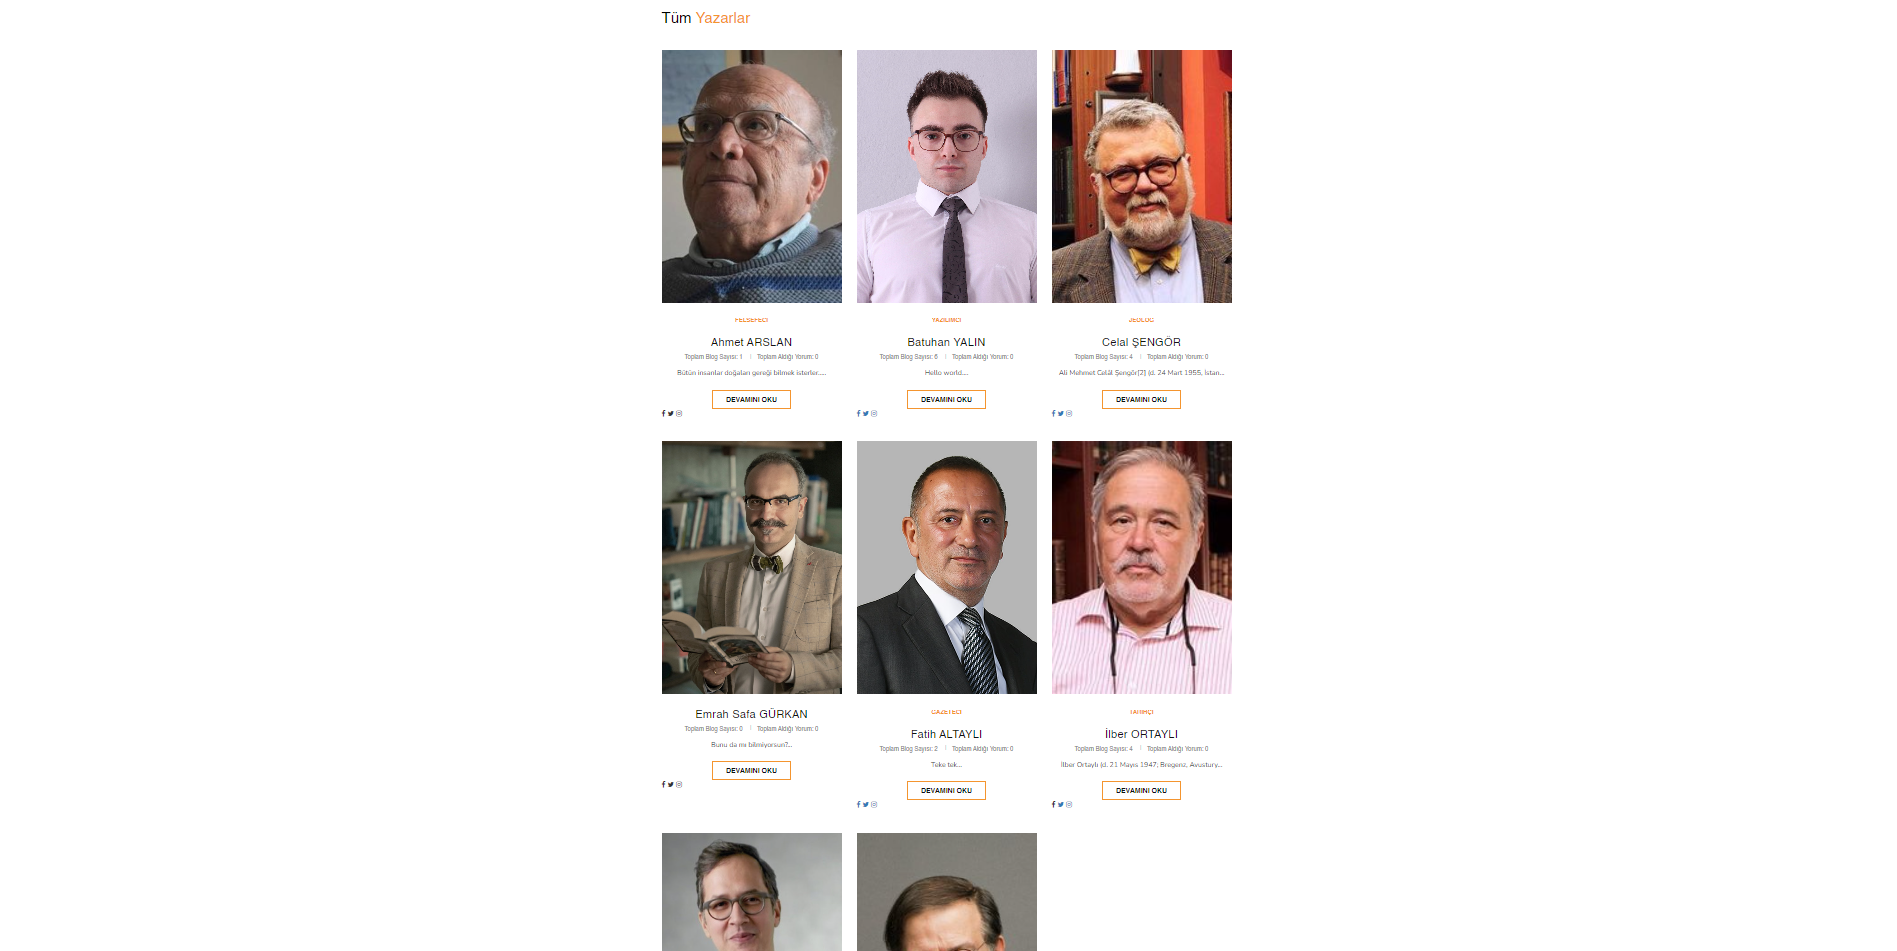 Tüm Yazarlar
FELSEFECİ
Ahmet ARSLAN
Toplam Blog Sayısı: 1 | Toplam Aldığı Yorum: 0
Bütün insanlar doğaları gereği bilmek isterler.....
DEVAMINI OKU
YAZILIMCI
Batuhan YALIN
Toplam Blog Sayısı: 6 | Toplam Aldığı Yorum: 0
Hello world....
DEVAMINI OKU
JEOLOG
Celal ŞENGÖR
Toplam Blog Sayısı: 4 | Toplam Aldığı Yorum: 0
Ali Mehmet Celâl Şengör[2] (d. 24 Mart 1955, İstan...
DEVAMINI OKU
Emrah Safa GÜRKAN
Toplam Blog Sayısı: 0 | Toplam Aldığı Yorum: 0
Bunu da mı bilmiyorsun?...
DEVAMINI OKU
GAZETECİ
Fatih ALTAYLI
Toplam Blog Sayısı: 2 | Toplam Aldığı Yorum: 0
Teke tek...
DEVAMINI OKU
TARİHÇİ
İlber ORTAYLI
Toplam Blog Sayısı: 4 | Toplam Aldığı Yorum: 0
İlber Ortaylı (d. 21 Mayıs 1947; Bregenz, Avustury...
DEVAMINI OKU